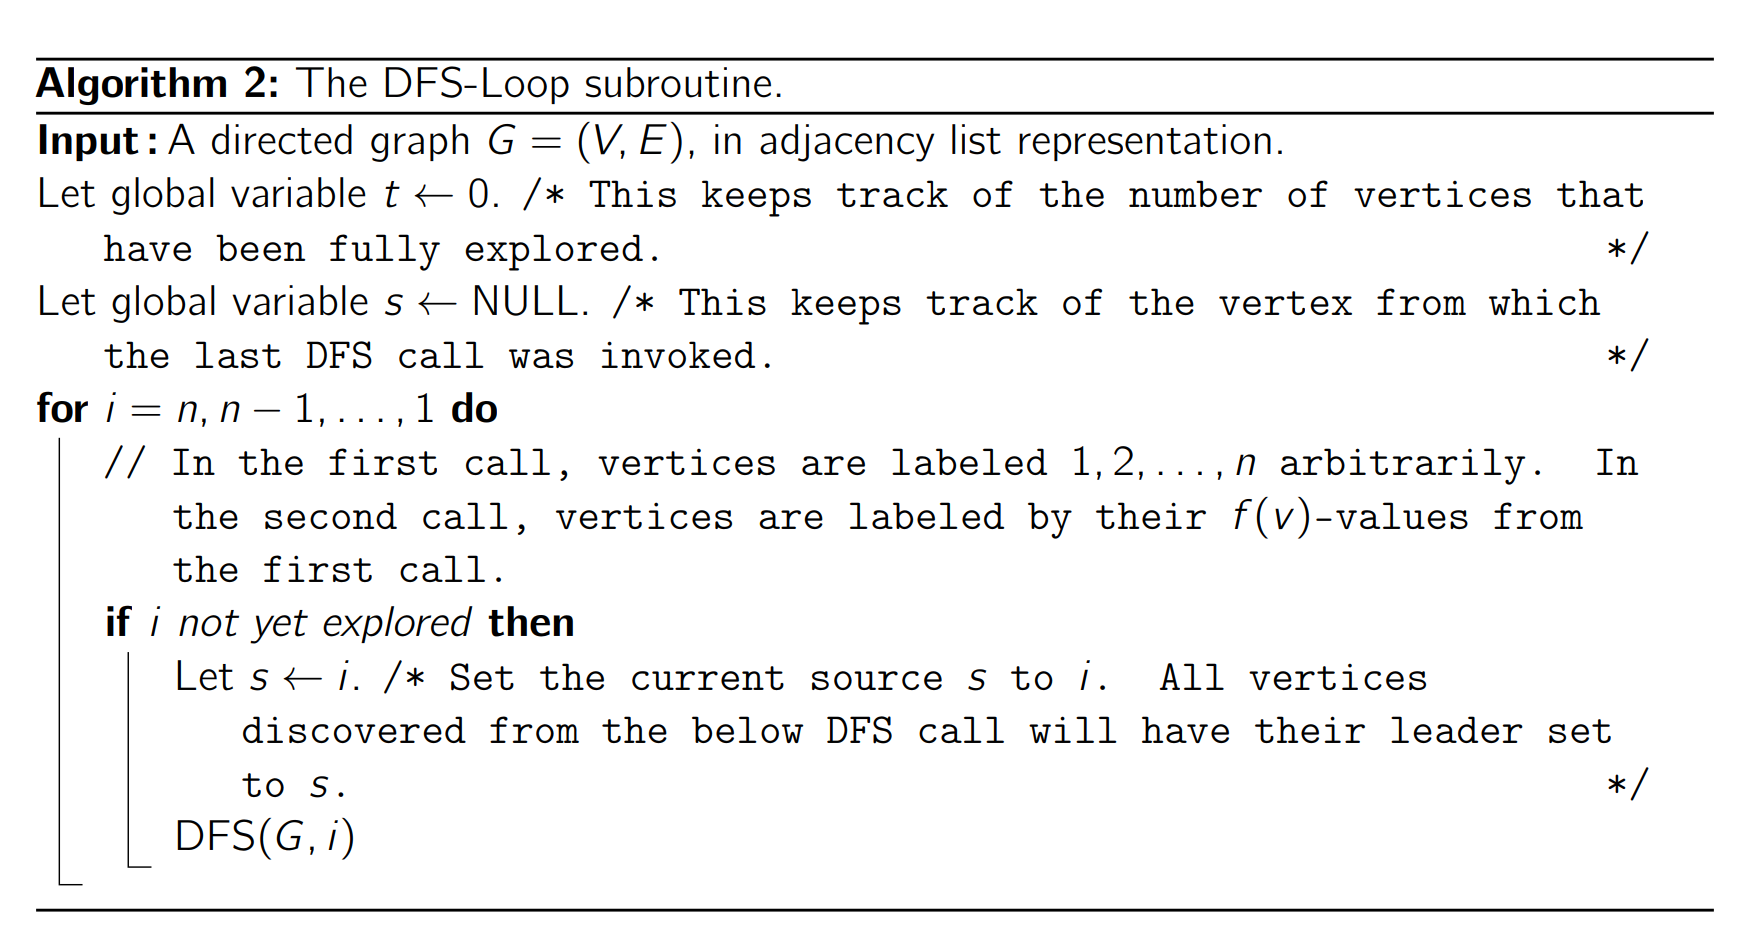 Algorithm 2: The DFS-Loop subroutine.
Input: A directed graph G = (V, E), in adjacency list representation.
Let global variable t ← 0. /* This keeps track of the number of vertices that
have been fully explored. */
Let global variable s ← NULL. /* This keeps track of the vertex from which
the last DFS call was invoked. */
for i = n, n − 1, . . . , 1 do
// In the first call, vertices are labeled 1, 2, . . . , n arbitrarily. In
the second call, vertices are labeled by their f(v)-values from
the first call.
if i not yet explored then
Let s ← i. /* Set the current source s to i. All vertices
discovered from the below DFS call will have their leader set
to s. */
DFS(G, i)